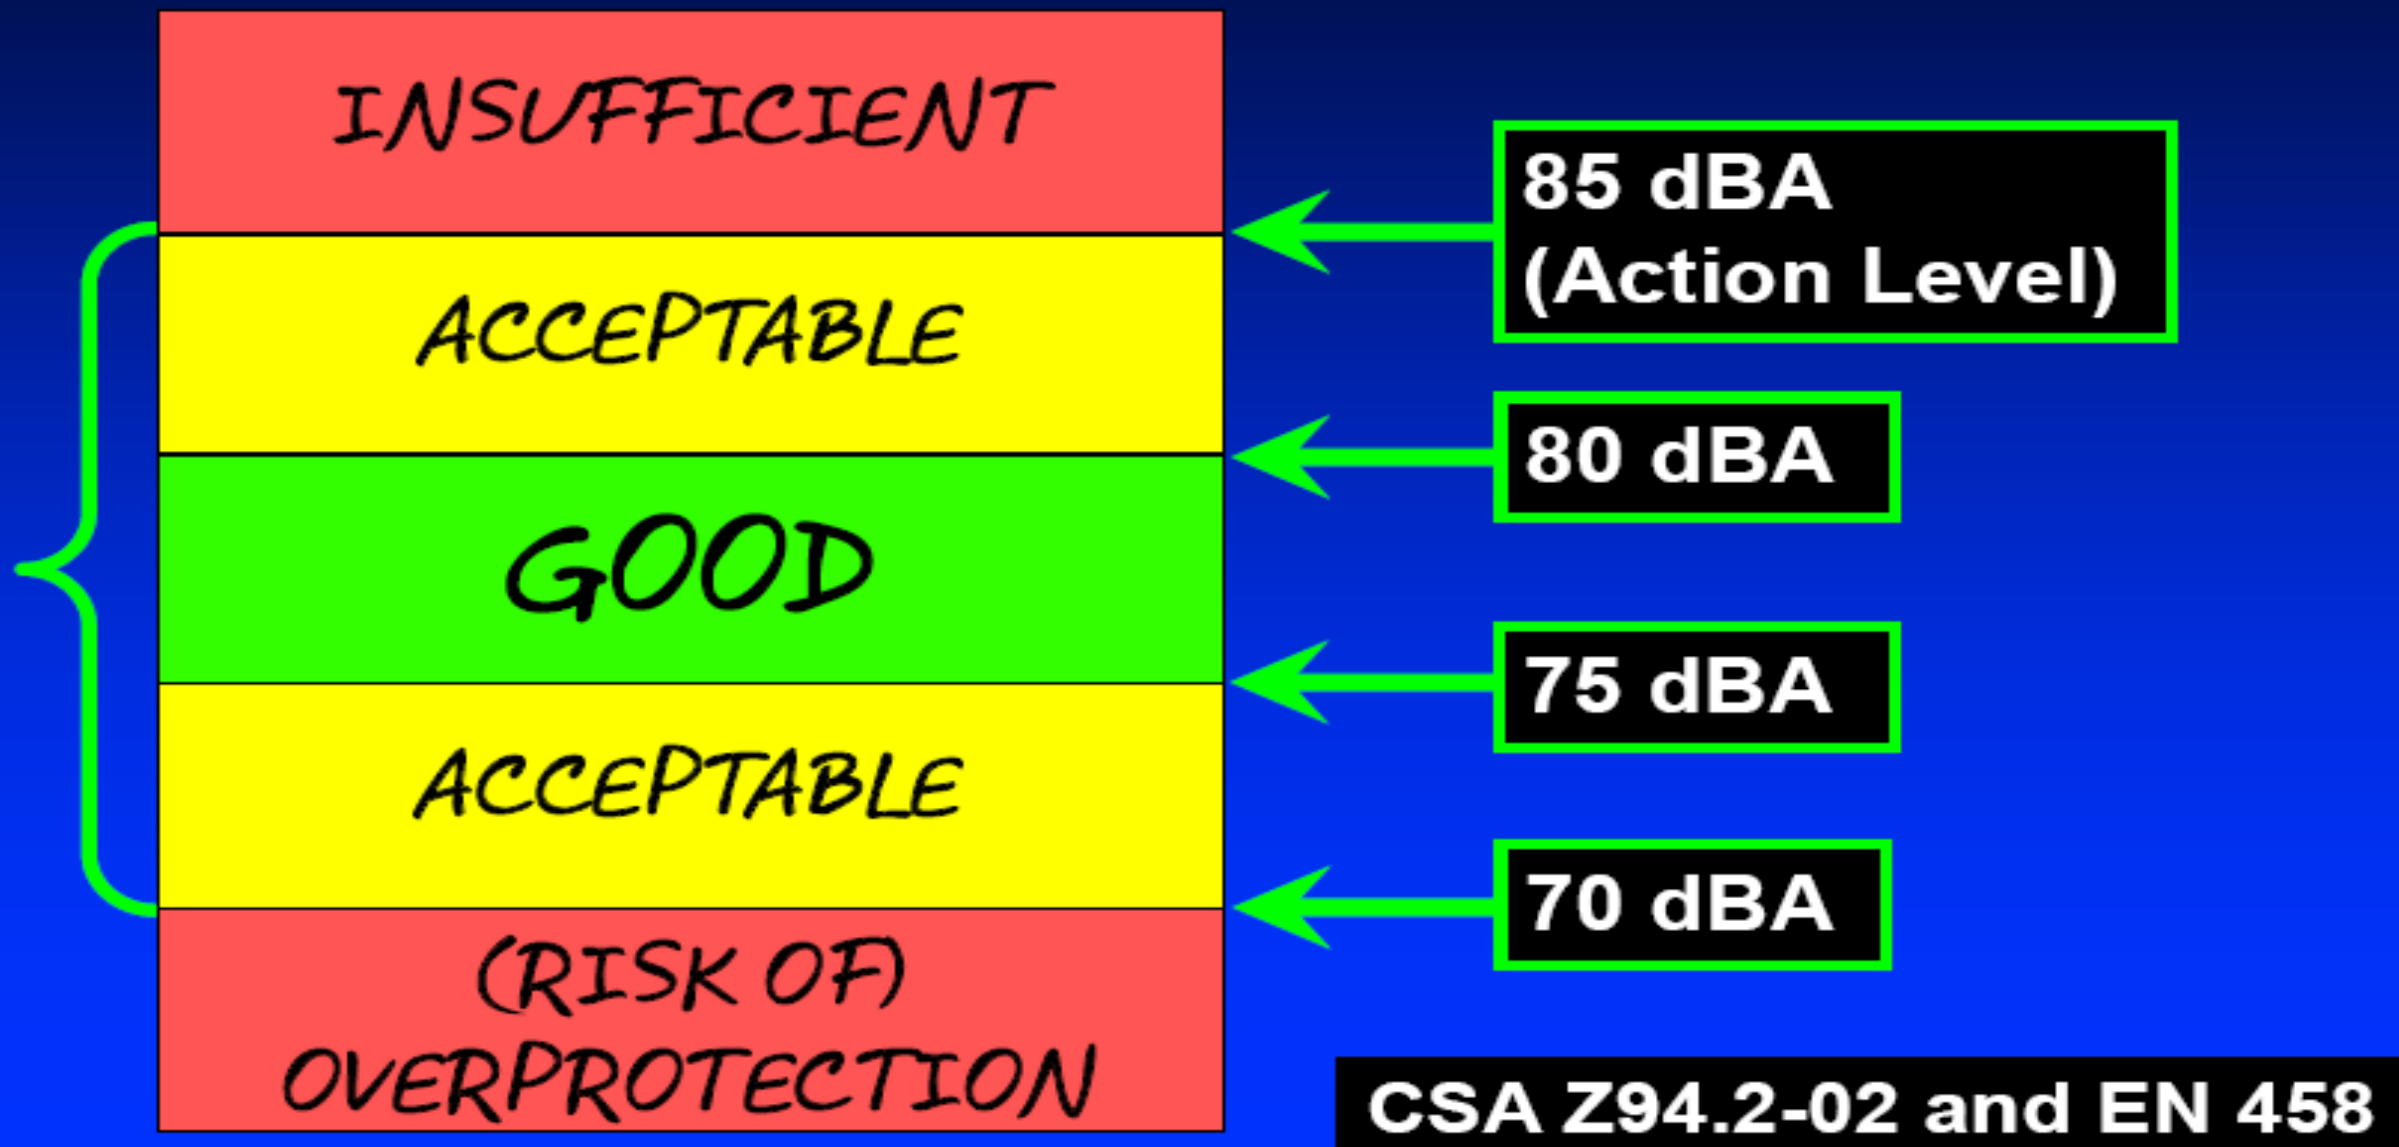 INSUFFICIENT
85 dBA
(Action Level)
ACCEPTABLE
80 dBA
GOOD
75 dBA
ACCEPTABLE
70 dBA
(RISK OF)
OVERPROTECTION
CSA Z94.2-02 and EN 458